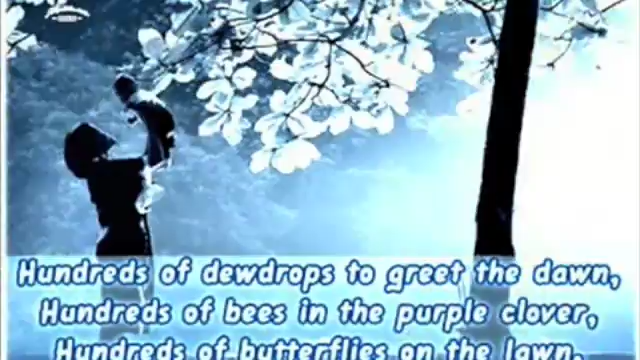 Hundreds of dewdrops to greet the dawn,
Hundreds of bees in the purple clover,
Hundreds of butterflies on the lawn,